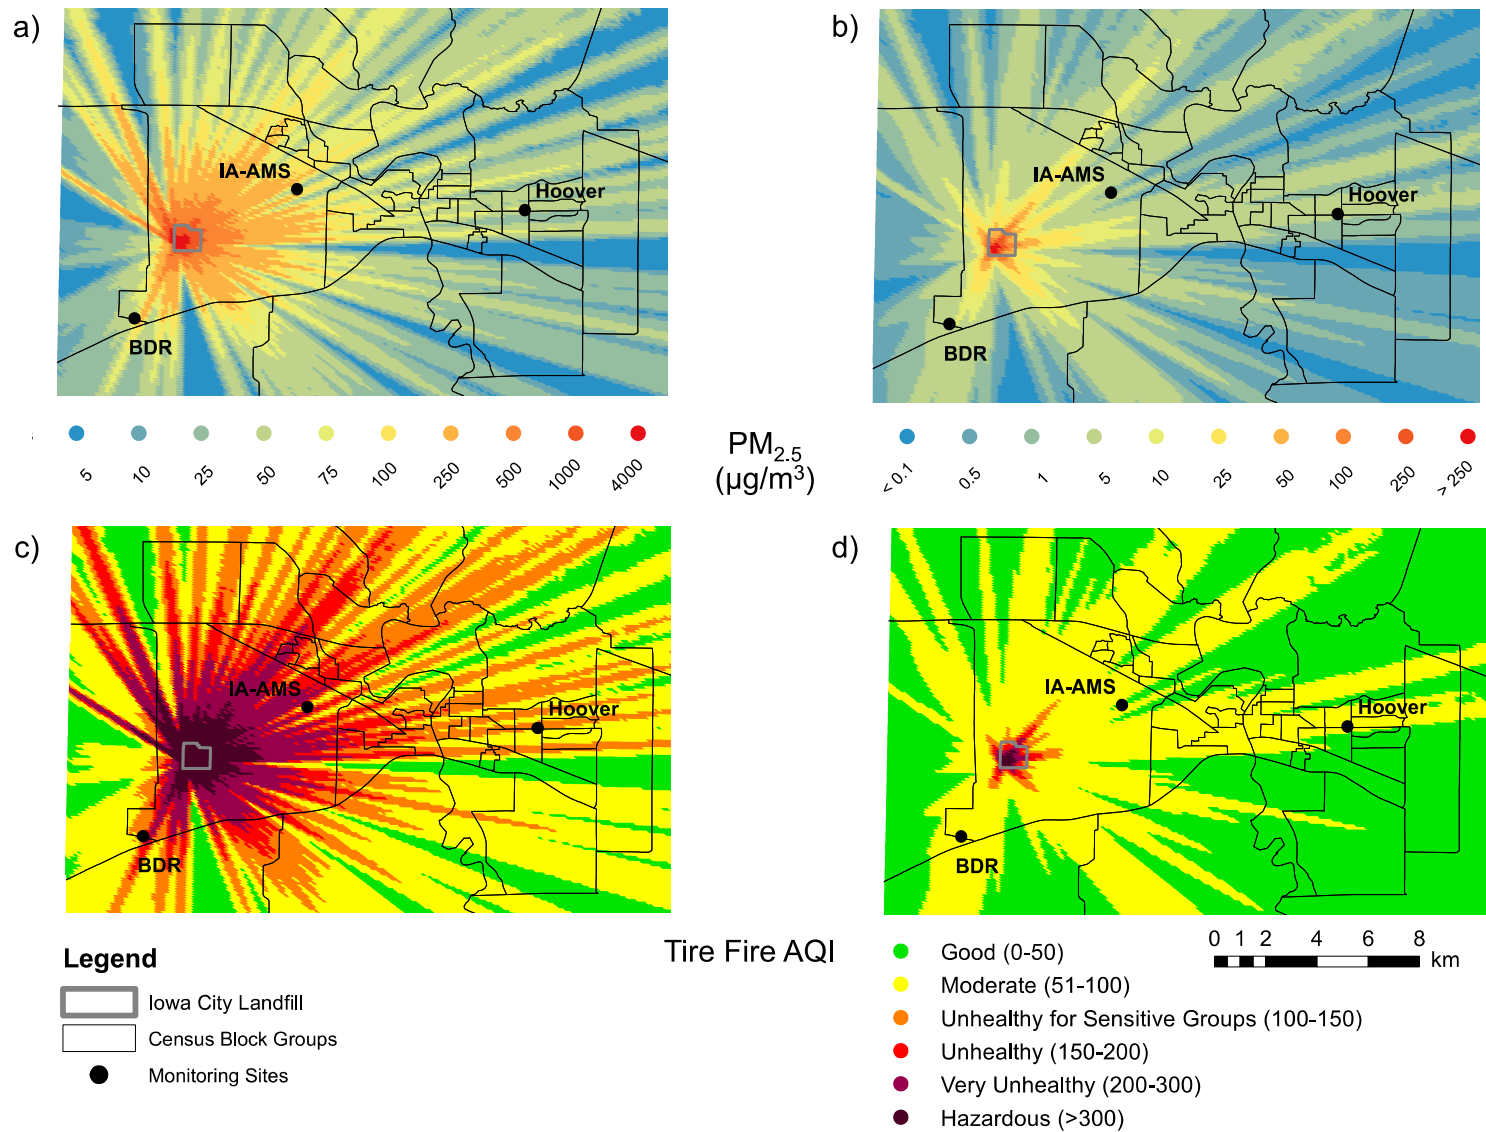 a)
b)
IA-AMS
Hoover
BDR
IA-AMS
Hoover
BDR
5 10 25 50 75 100 250 500 1000 4000
PM2.5
(µg/m³)
< 0.1 0.5 1 5 10 25 50 100 250 > 250
c)
d)
IA-AMS
Hoover
BDR
IA-AMS
Hoover
BDR
Legend
Iowa City Landfill
Census Block Groups
Monitoring Sites
Tire Fire AQI
Good (0-50)
Moderate (51-100)
Unhealthy for Sensitive Groups (100-150)
Unhealthy (150-200)
Very Unhealthy (200-300)
Hazardous (>300)
0 1 2 4 6 8
km